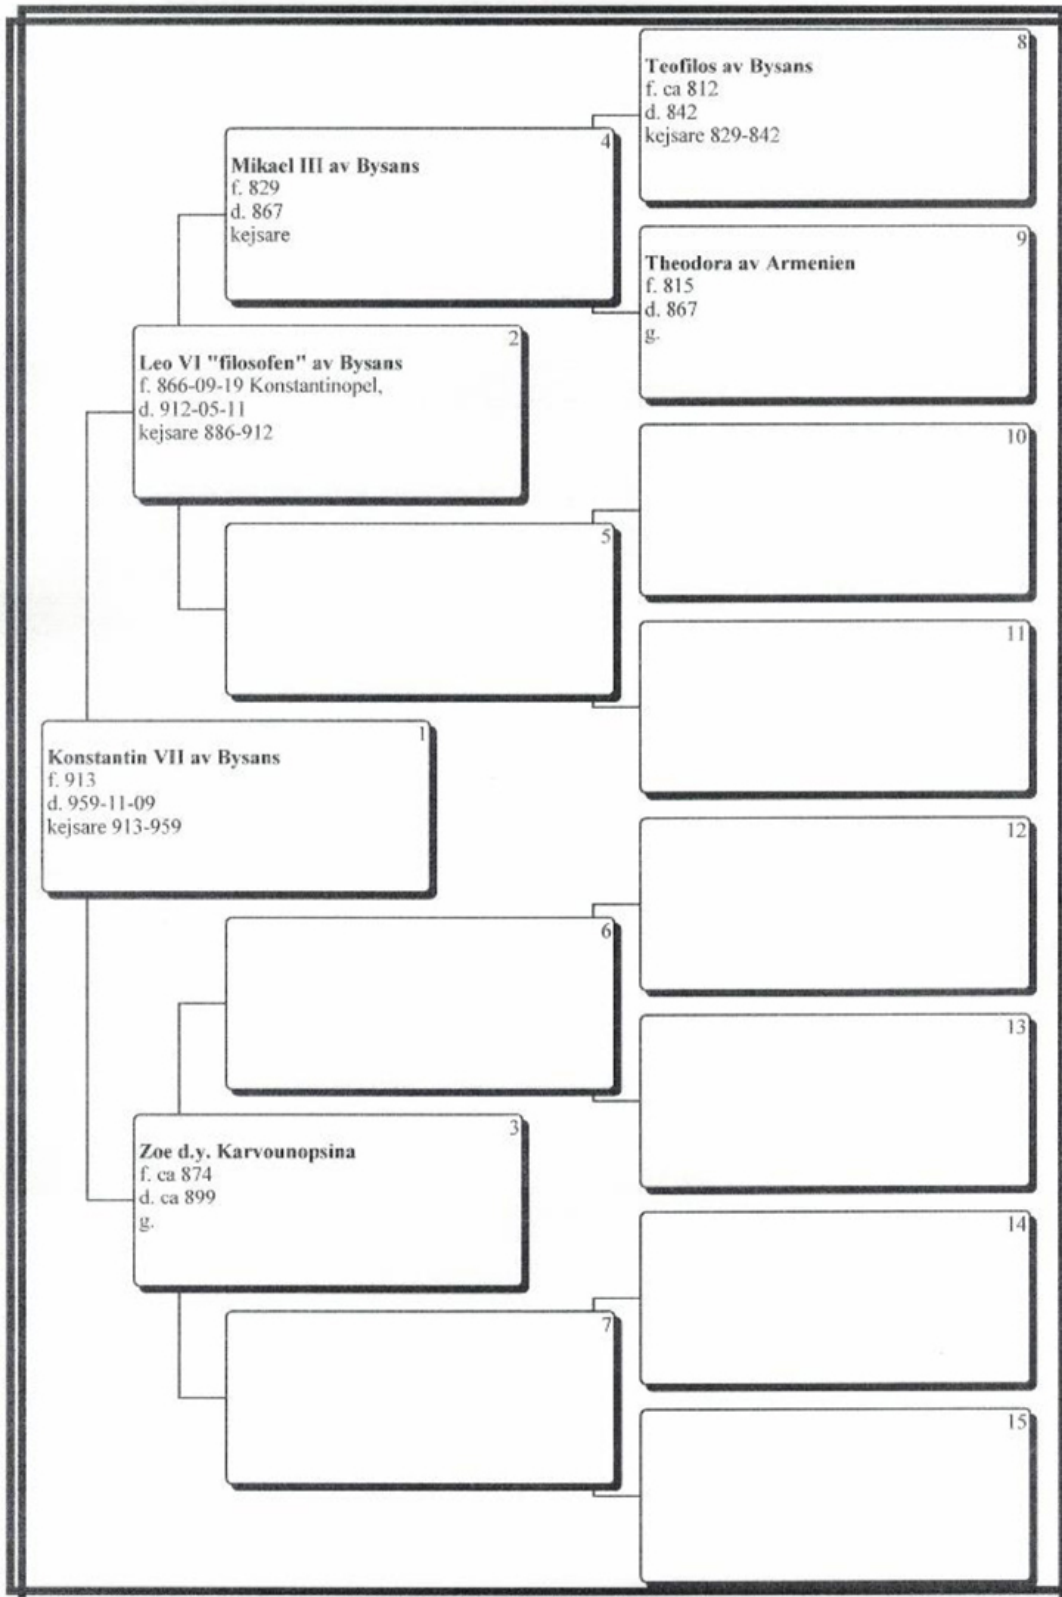 8
Teofilos av Bysans
f. ca 812
d. 842
kejsare 829-842
4
Mikael III av Bysans
f. 829
d. 867
kejsare
9
Theodora av Armenien
f. 815
d. 867
g.
2
Leo VI "filosofen" av Bysans
f. 866-09-19 Konstantinopel,
d. 912-05-11
kejsare 886-912
10
5
11
1
Konstantin VII av Bysans
f. 913
d. 959-11-09
kejsare 913-959
12
6
13
3
Zoe d.y. Karvounopsina
f. ca 874
d. ca 899
g.
14
7
15